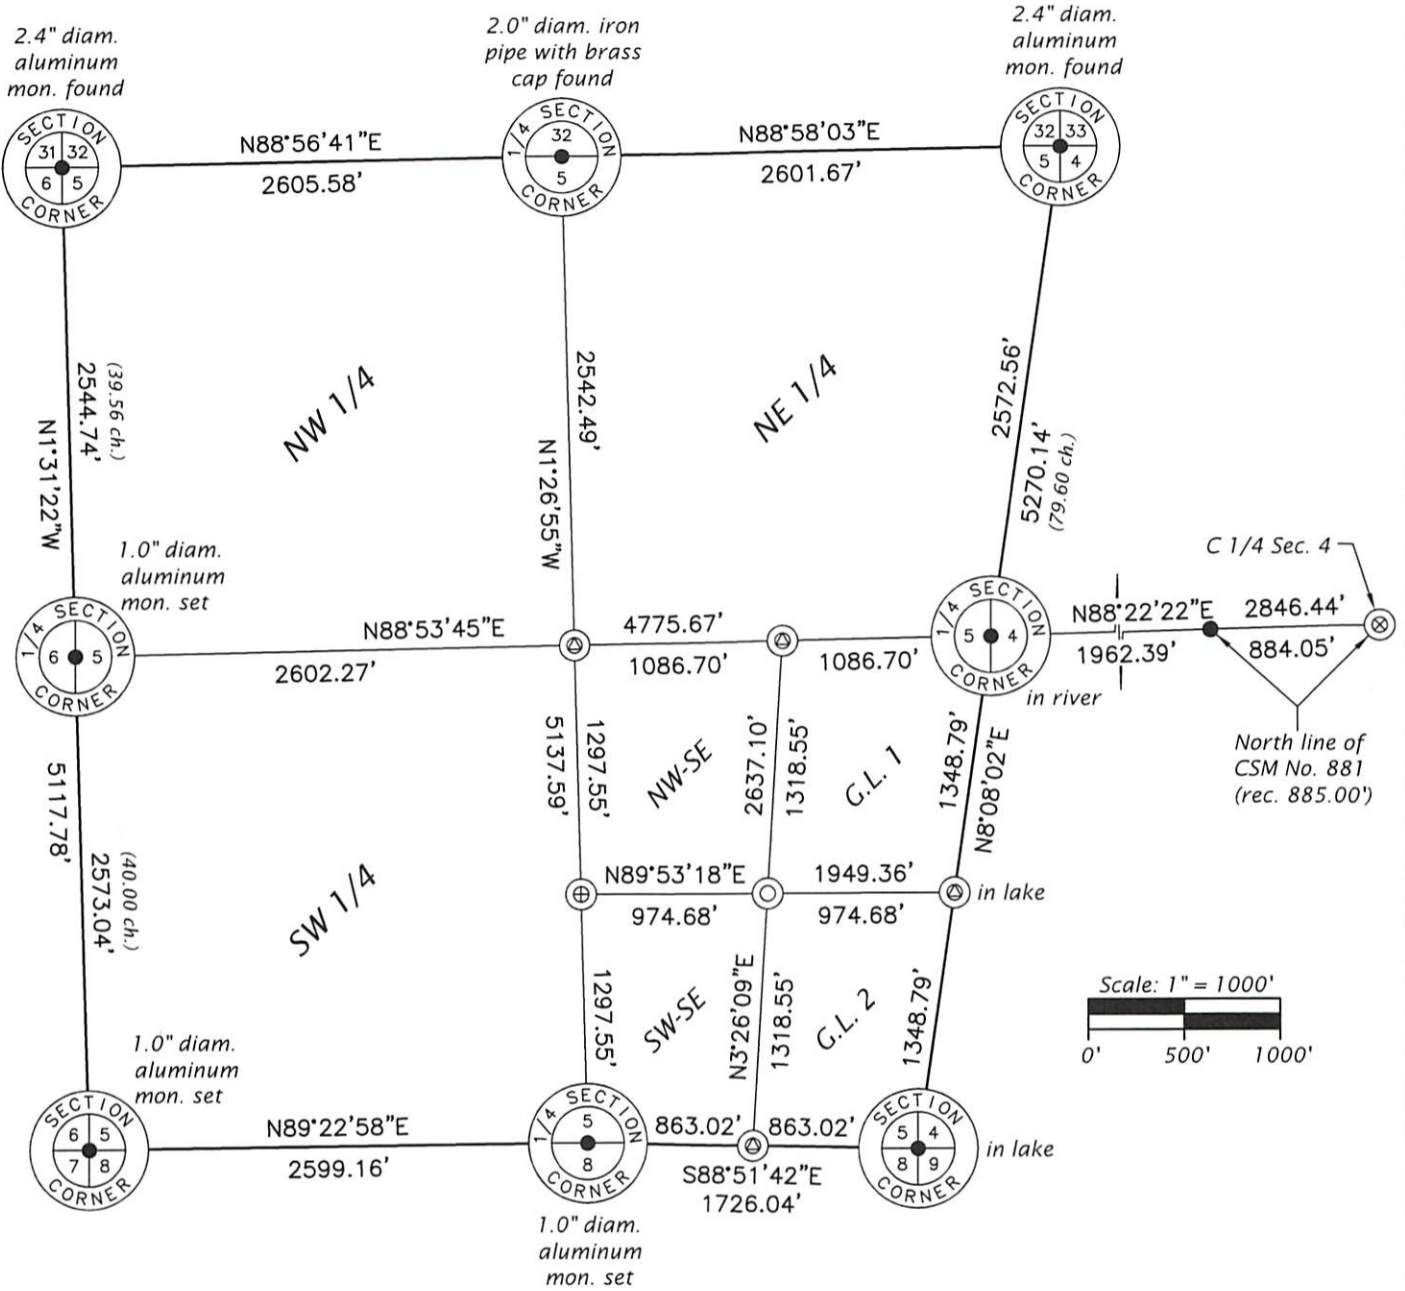 2.4" diam.
aluminum
mon. found
2.0" diam. iron
pipe with brass
cap found
2.4" diam.
aluminum
mon. found
SECTION
31 32
6 5
CORNER
N88°56'41"E
2605.58'
1/4 SECTION
32
5
CORNER
N88°58'03"E
2601.67'
SECTION
32 33
5 4
CORNER
N1°31'22"W
2544.74'
(39.56 ch.)
NW 1/4
N1°26'55"W
2542.49'
NE 1/4
2572.56'
5270.14'
(79.60 ch.)
1.0" diam.
aluminum
mon. set
1/4 SECTION
6 5
CORNER
N88°53'45"E
2602.27'
4775.67'
1086.70'
1086.70'
1/4 SECTION
5 4
CORNER
in river
N88°22'22"E
1962.39'
C 1/4 Sec. 4
2846.44'
884.05'
North line of
CSM No. 881
(rec. 885.00')
5117.78'
2573.04'
(40.00 ch.)
SW 1/4
5137.59'
1297.55'
NW-SE
2637.10'
1318.55'
G.L. 1
1348.79'
N8°08'02"E
N89°53'18"E
974.68'
1949.36'
974.68'
in lake
1297.55'
SW-SE
N3°26'09"E
1318.55'
G.L. 2
1348.79'
Scale: 1" = 1000'
0' 500' 1000'
1.0" diam.
aluminum
mon. set
SECTION
6 5
7 8
CORNER
N89°22'58"E
2599.16'
1/4 SECTION
5
8
CORNER
863.02' 863.02'
S88°51'42"E
1726.04'
SECTION
5 4
8 9
CORNER
in lake
1.0" diam.
aluminum
mon. set